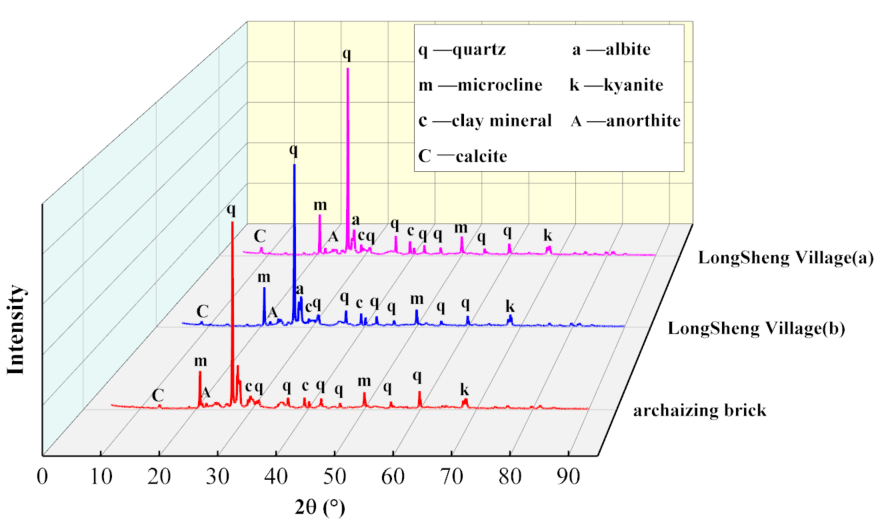 q —quartz a —albite
m —microcline k —kyanite
c —clay mineral A —anorthite
C —calcite
q
C m A a c q q c q q m q q k
LongSheng Village(a)
q
C m A a c q q c q q m q q k
LongSheng Village(b)
q
C m A c q q c q q m q q k
archaizing brick
Intensity
0 10 20 30 40 50 60 70 80 90
2θ (°)